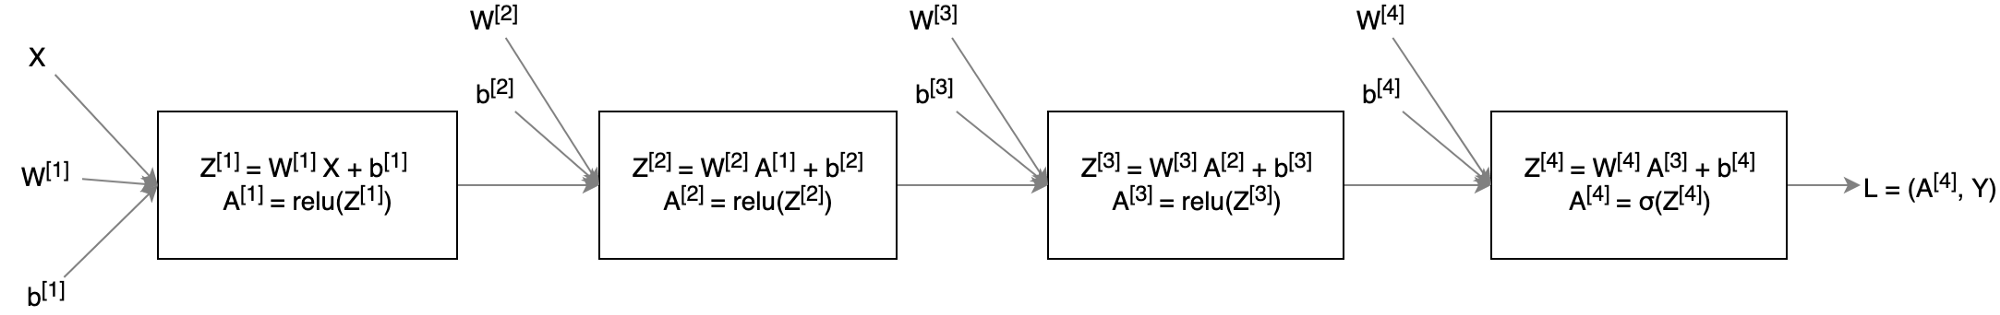 X
W[1]
b[1]
Z[1] = W[1] X + b[1]
A[1] = relu(Z[1])
W[2]
b[2]
Z[2] = W[2] A[1] + b[2]
A[2] = relu(Z[2])
W[3]
b[3]
Z[3] = W[3] A[2] + b[3]
A[3] = relu(Z[3])
W[4]
b[4]
Z[4] = W[4] A[3] + b[4]
A[4] = σ(Z[4])
L = (A[4], Y)